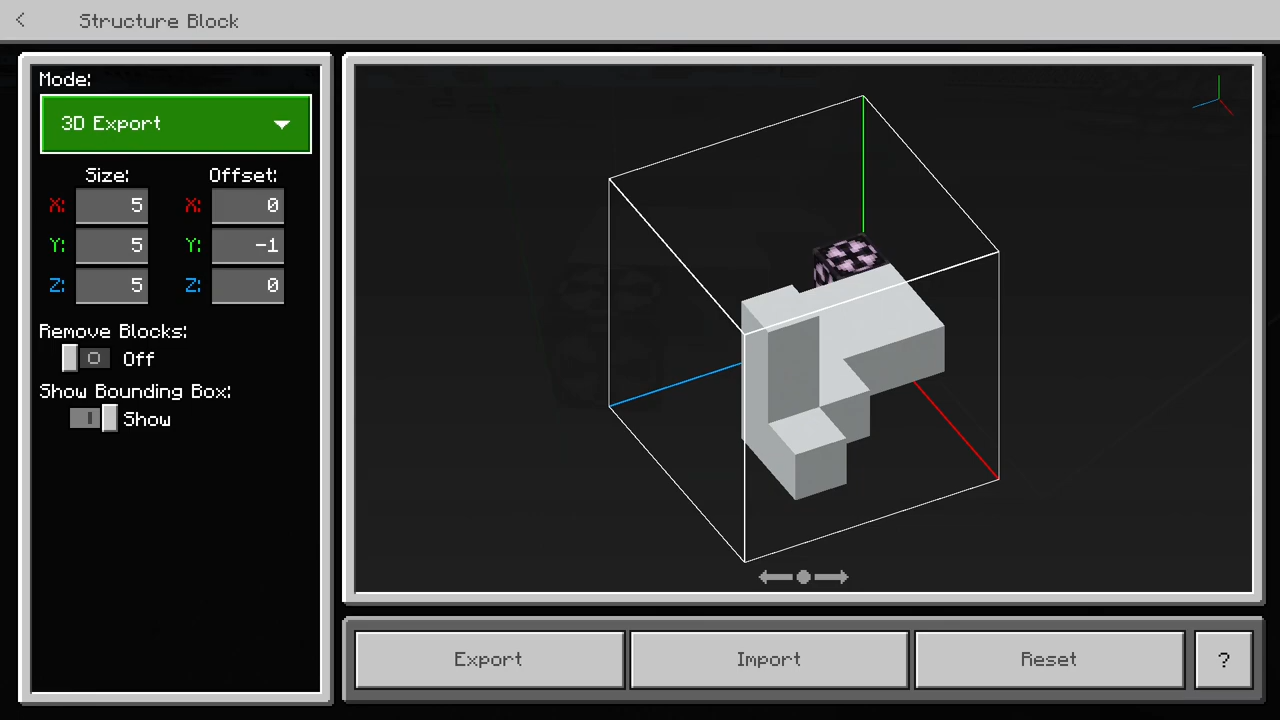 Structure Block
Mode:
3D Export
Size: Offset:
X: 5 X: 0
Y: 5 Y: -1
Z: 5 Z: 0
Remove Blocks:
Off
Show Bounding Box:
Show
Export Import Reset ?